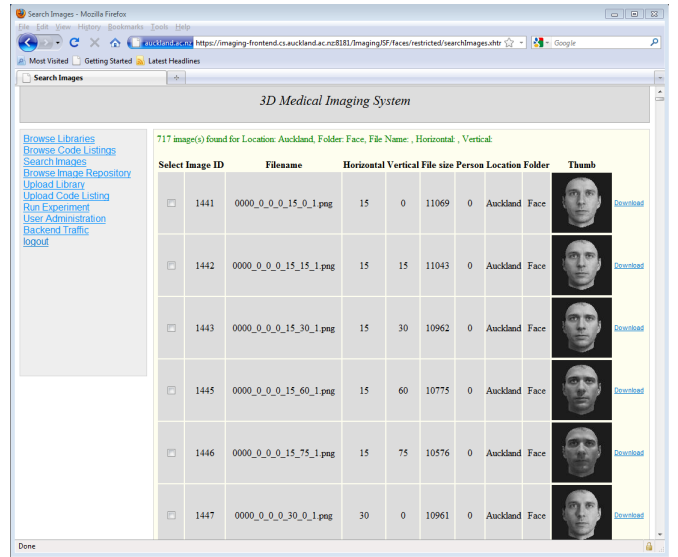 Search Images - Mozilla Firefox
File Edit View History Bookmarks Tools Help
auckland.ac.nz https://imaging-frontend.cs.auckland.ac.nz:8181/ImagingJSF/faces/restricted/searchImages.xhtr Google
Most Visited Getting Started Latest Headlines
Search Images
3D Medical Imaging System
Browse Libraries
Browse Code Listings
Search Images
Browse Image Repository
Upload Library
Upload Code Listing
Run Experiment
User Administration
Backend Traffic
logout
717 image(s) found for Location: Auckland, Folder: Face, File Name: , Horizontal: , Vertical:
Select Image ID Filename Horizontal Vertical File size Person Location Folder Thumb
1441 0000_0_0_0_15_0_1.png 15 0 11069 0 Auckland Face Download
1442 0000_0_0_0_15_15_1.png 15 15 11043 0 Auckland Face Download
1443 0000_0_0_0_15_30_1.png 15 30 10962 0 Auckland Face Download
1445 0000_0_0_0_15_60_1.png 15 60 10775 0 Auckland Face Download
1446 0000_0_0_0_15_75_1.png 15 75 10576 0 Auckland Face Download
1447 0000_0_0_0_30_0_1.png 30 0 10961 0 Auckland Face Download
Done